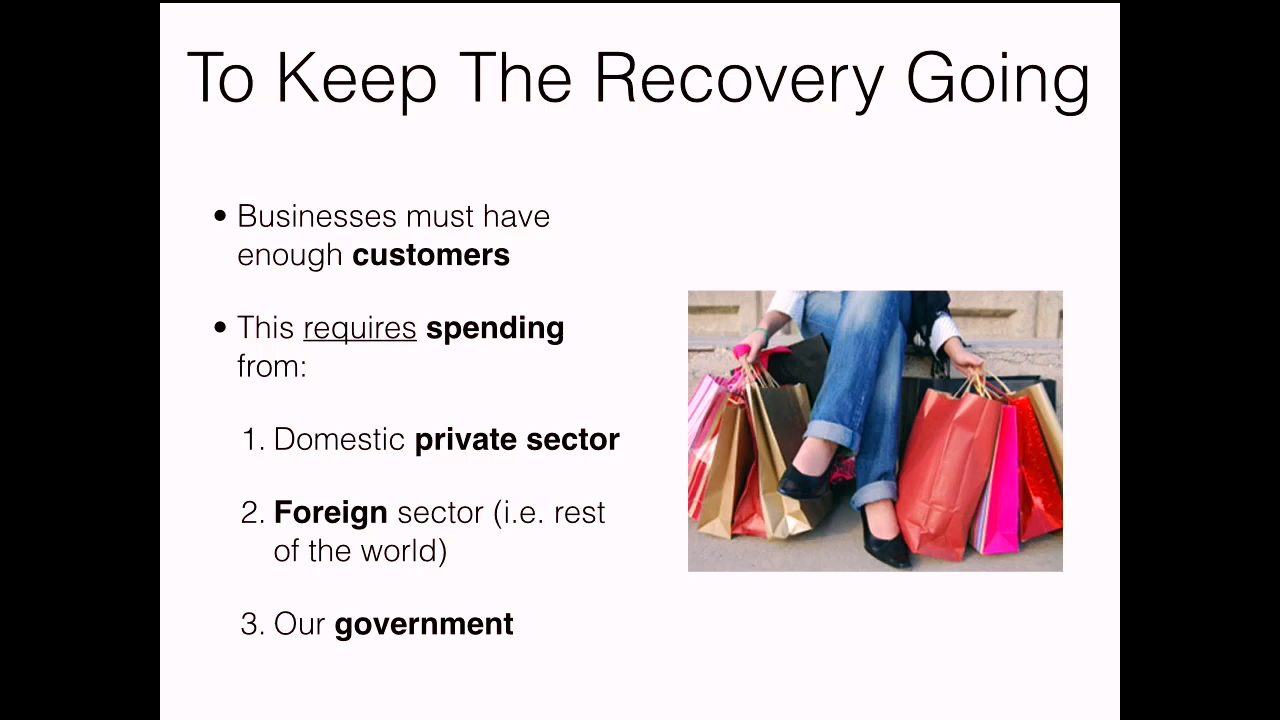 To Keep The Recovery Going
• Businesses must have
enough customers
• This requires spending
from:
1. Domestic private sector
2. Foreign sector (i.e. rest
of the world)
3. Our government